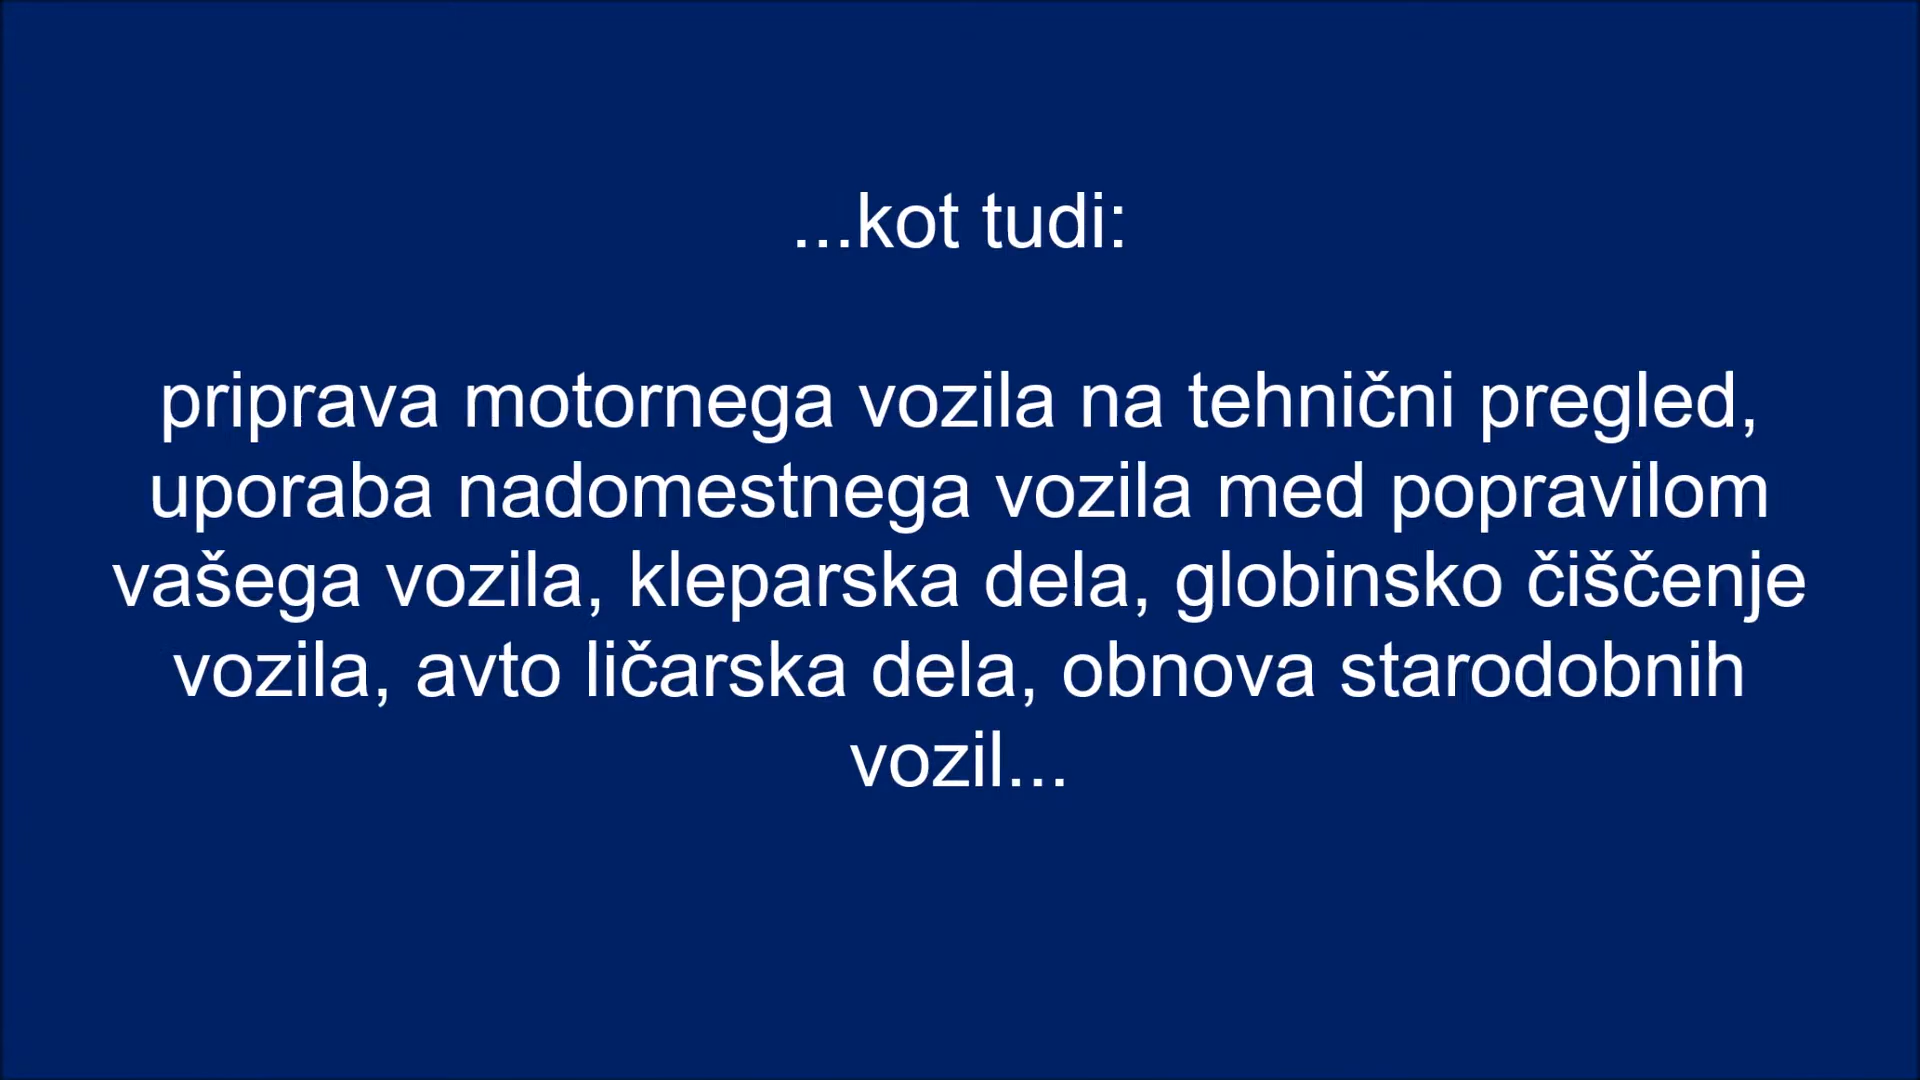 ...kot tudi:
priprava motornega vozila na tehnični pregled,
uporaba nadomestnega vozila med popravilom
vašega vozila, kleparska dela, globinsko čiščenje
vozila, avto ličarska dela, obnova starodobnih
vozil...